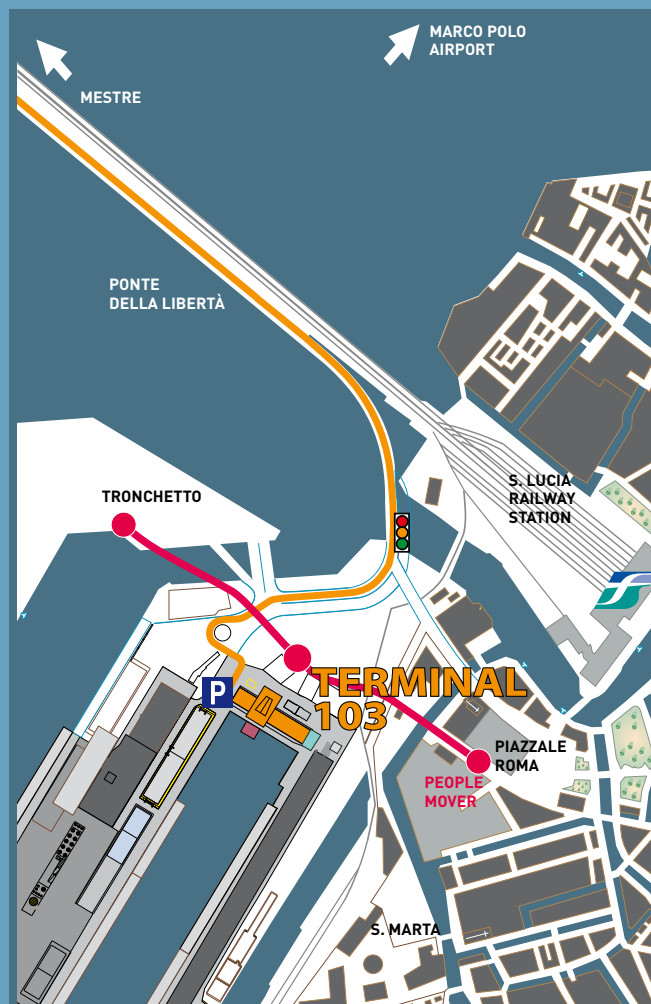 MARCO POLO
AIRPORT
MESTRE
PONTE
DELLA LIBERTÀ
TRONCHETTO
S. LUCIA
RAILWAY
STATION
P
TERMINAL
103
PIAZZALE
ROMA
PEOPLE
MOVER
S. MARTA